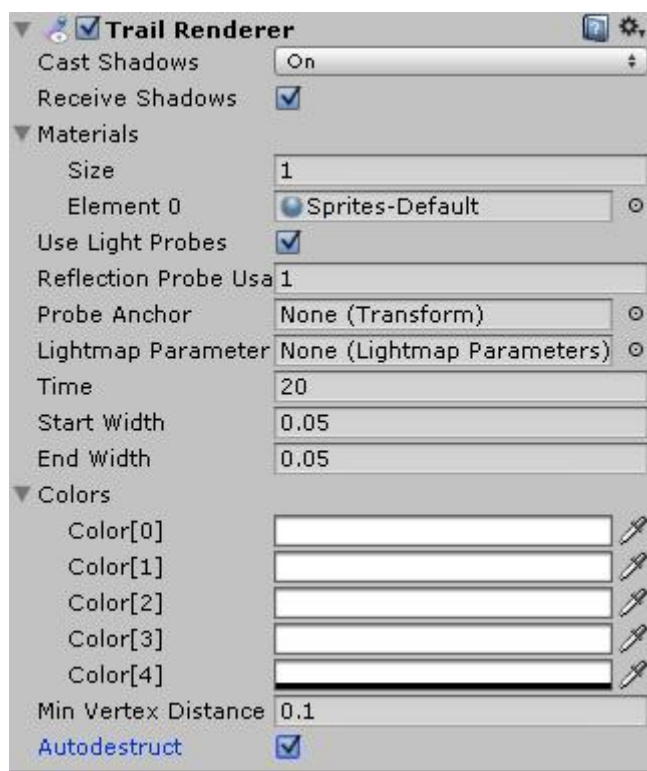 Trail Renderer
Cast Shadows On
Receive Shadows
Materials
Size 1
Element 0 Sprites-Default
Use Light Probes
Reflection Probe Usa 1
Probe Anchor None (Transform)
Lightmap Parameter None (Lightmap Parameters)
Time 20
Start Width 0.05
End Width 0.05
Colors
Color[0]
Color[1]
Color[2]
Color[3]
Color[4]
Min Vertex Distance 0.1
Autodestruct